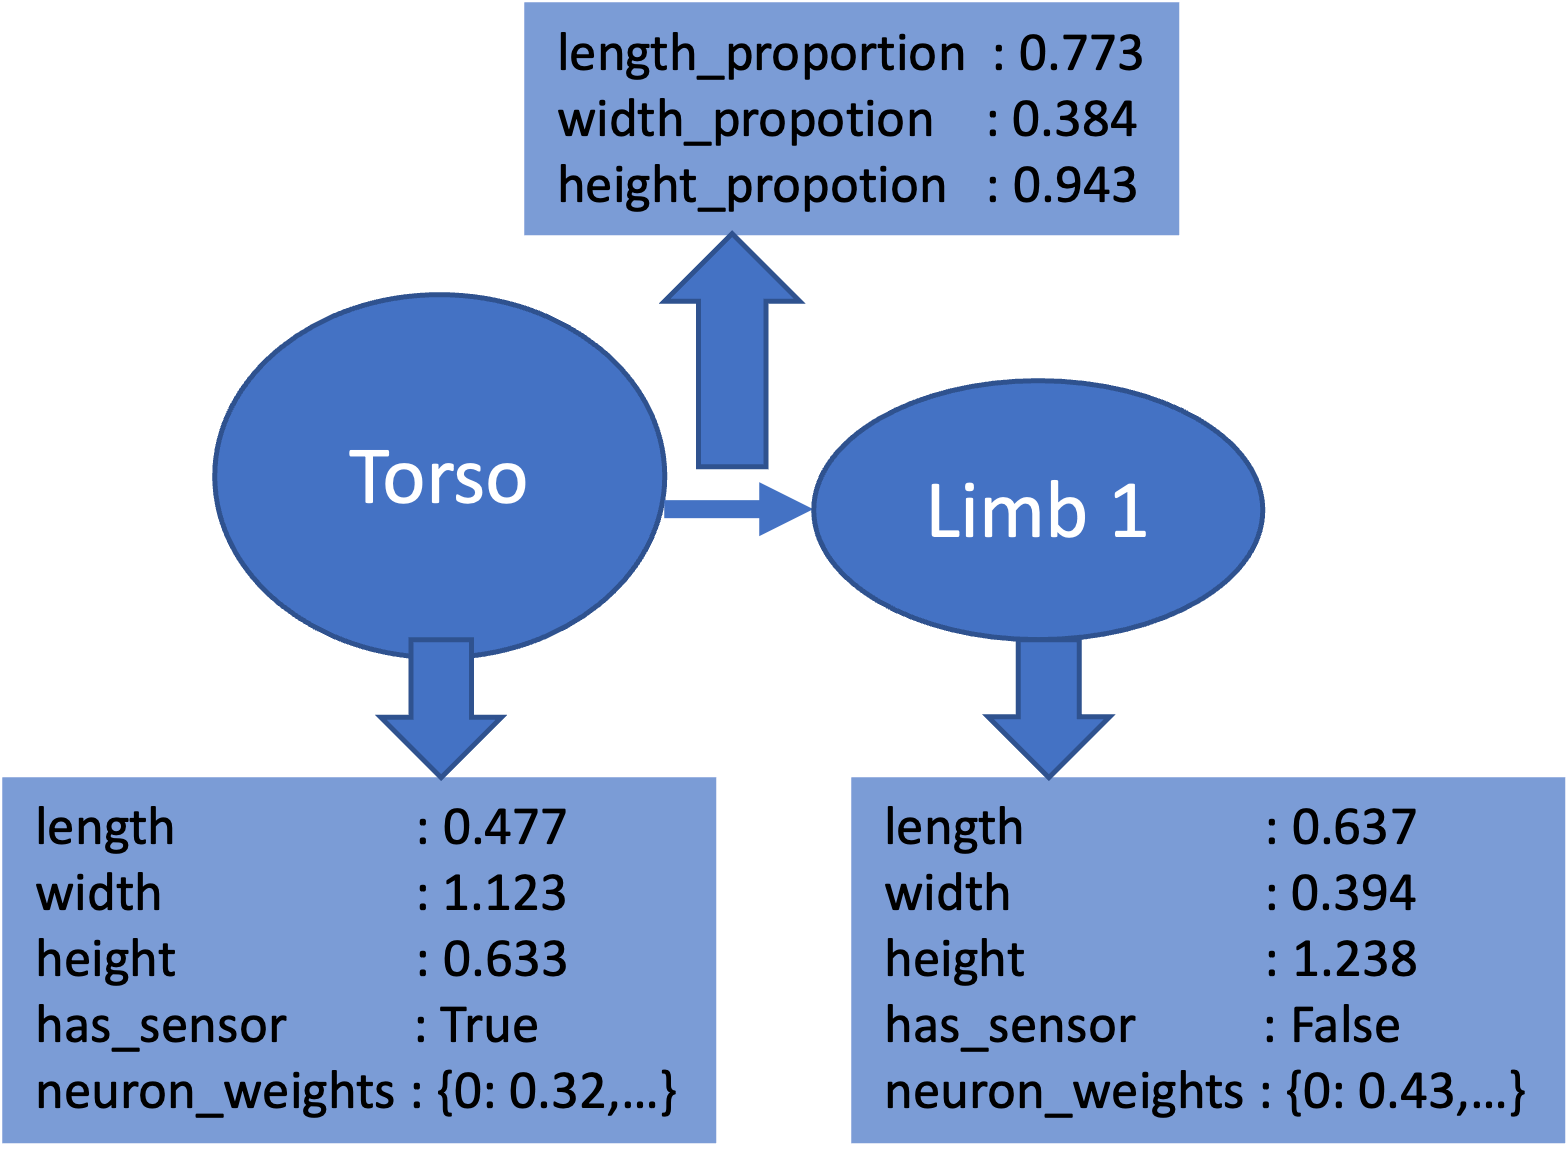 length_proportion : 0.773
width_propotion : 0.384
height_propotion : 0.943
Torso
Limb 1
length : 0.477
width : 1.123
height : 0.633
has_sensor : True
neuron_weights : {0: 0.32,...}
length : 0.637
width : 0.394
height : 1.238
has_sensor : False
neuron_weights : {0: 0.43,...}